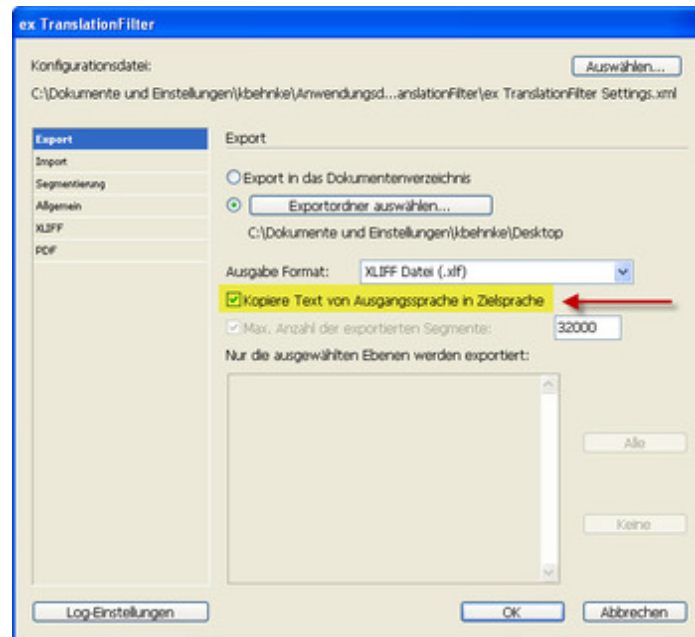 ex TranslationFilter
Konfigurationsdatei:
Auswählen...
C:\Dokumente und Einstellungen\kbehnke\Anwendungsd...anslationFilter\ex TranslationFilter Settings.xml
Export
Import
Segmentierung
Allgemein
XLIFF
PDF
Export
Export in das Dokumentenverzeichnis
Exportordner auswählen...
C:\Dokumente und Einstellungen\kbehnke\Desktop
Ausgabe Format: XLIFF Datei (.xlf)
Kopiere Text von Ausgangssprache in Zielsprache
Max. Anzahl der exportierten Segmente: 32000
Nur die ausgewählten Ebenen werden exportiert:
Alle
Keine
Log-Einstellungen
OK
Abbrechen